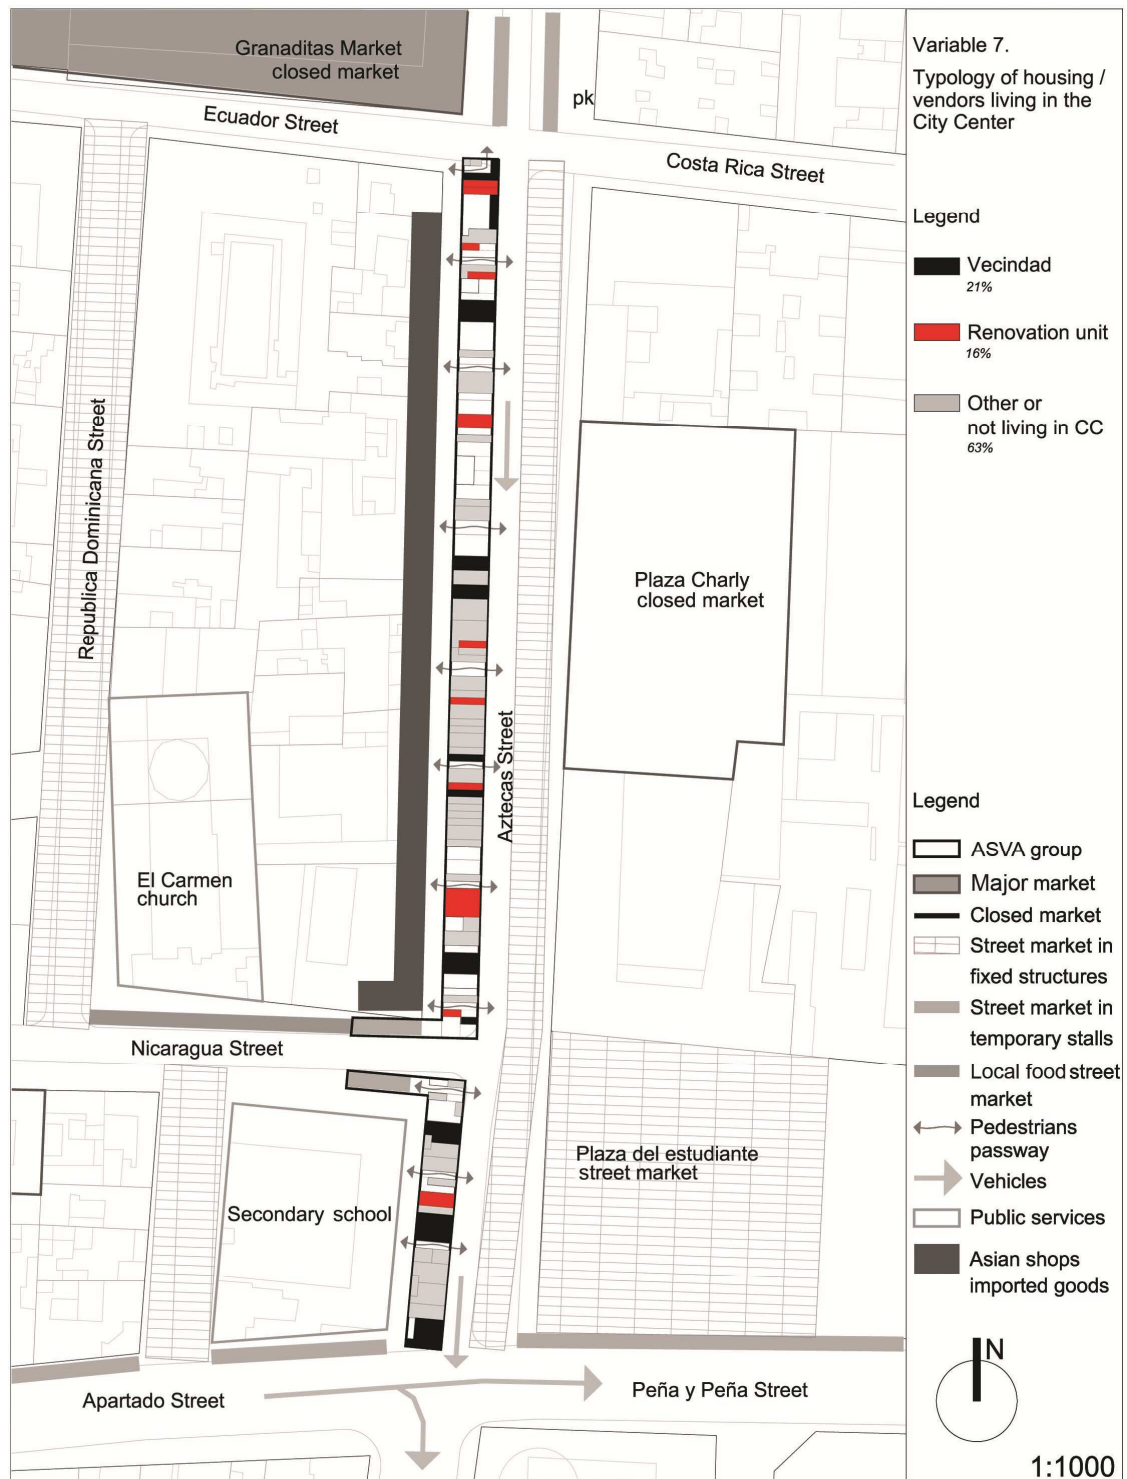 Granaditas Market
closed market
pk
Ecuador Street
Costa Rica Street
Republica Dominicana Street
Plaza Charly
closed market
Aztecas Street
El Carmen
church
Nicaragua Street
Plaza del estudiante
street market
Secondary school
Apartado Street
Peña y Peña Street
Variable 7.
Typology of housing /
vendors living in the
City Center
Legend
Vecindad
21%
Renovation unit
16%
Other or
not living in CC
63%
Legend
ASVA group
Major market
Closed market
Street market in
fixed structures
Street market in
temporary stalls
Local food street
market
Pedestrians
passway
Vehicles
Public services
Asian shops
imported goods
N
1:1000